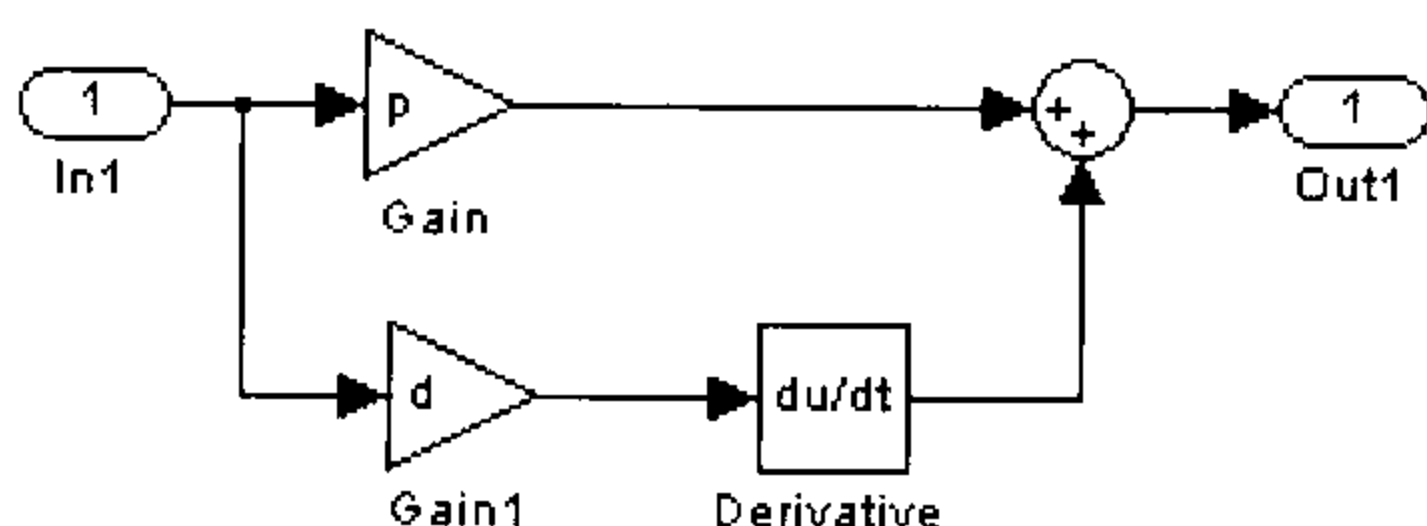 1
In1
p
Gain
+
+
1
Out1
d
Gain1
du/dt
Derivative